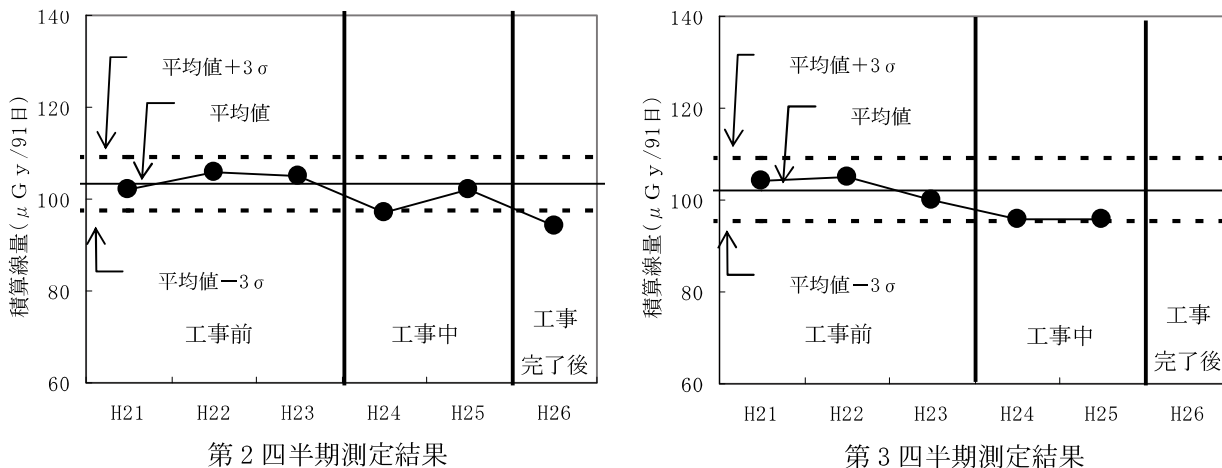 140
120
100
80
60
積算線量(μGy/91日)
平均値+3σ
平均値
平均値-3σ
工事前
工事中
工事
完了後
H21 H22 H23 H24 H25 H26
第2四半期測定結果
140
120
100
80
60
積算線量(μGy/91日)
平均値+3σ
平均値
平均値-3σ
工事前
工事中
工事
完了後
H21 H22 H23 H24 H25 H26
第3四半期測定結果